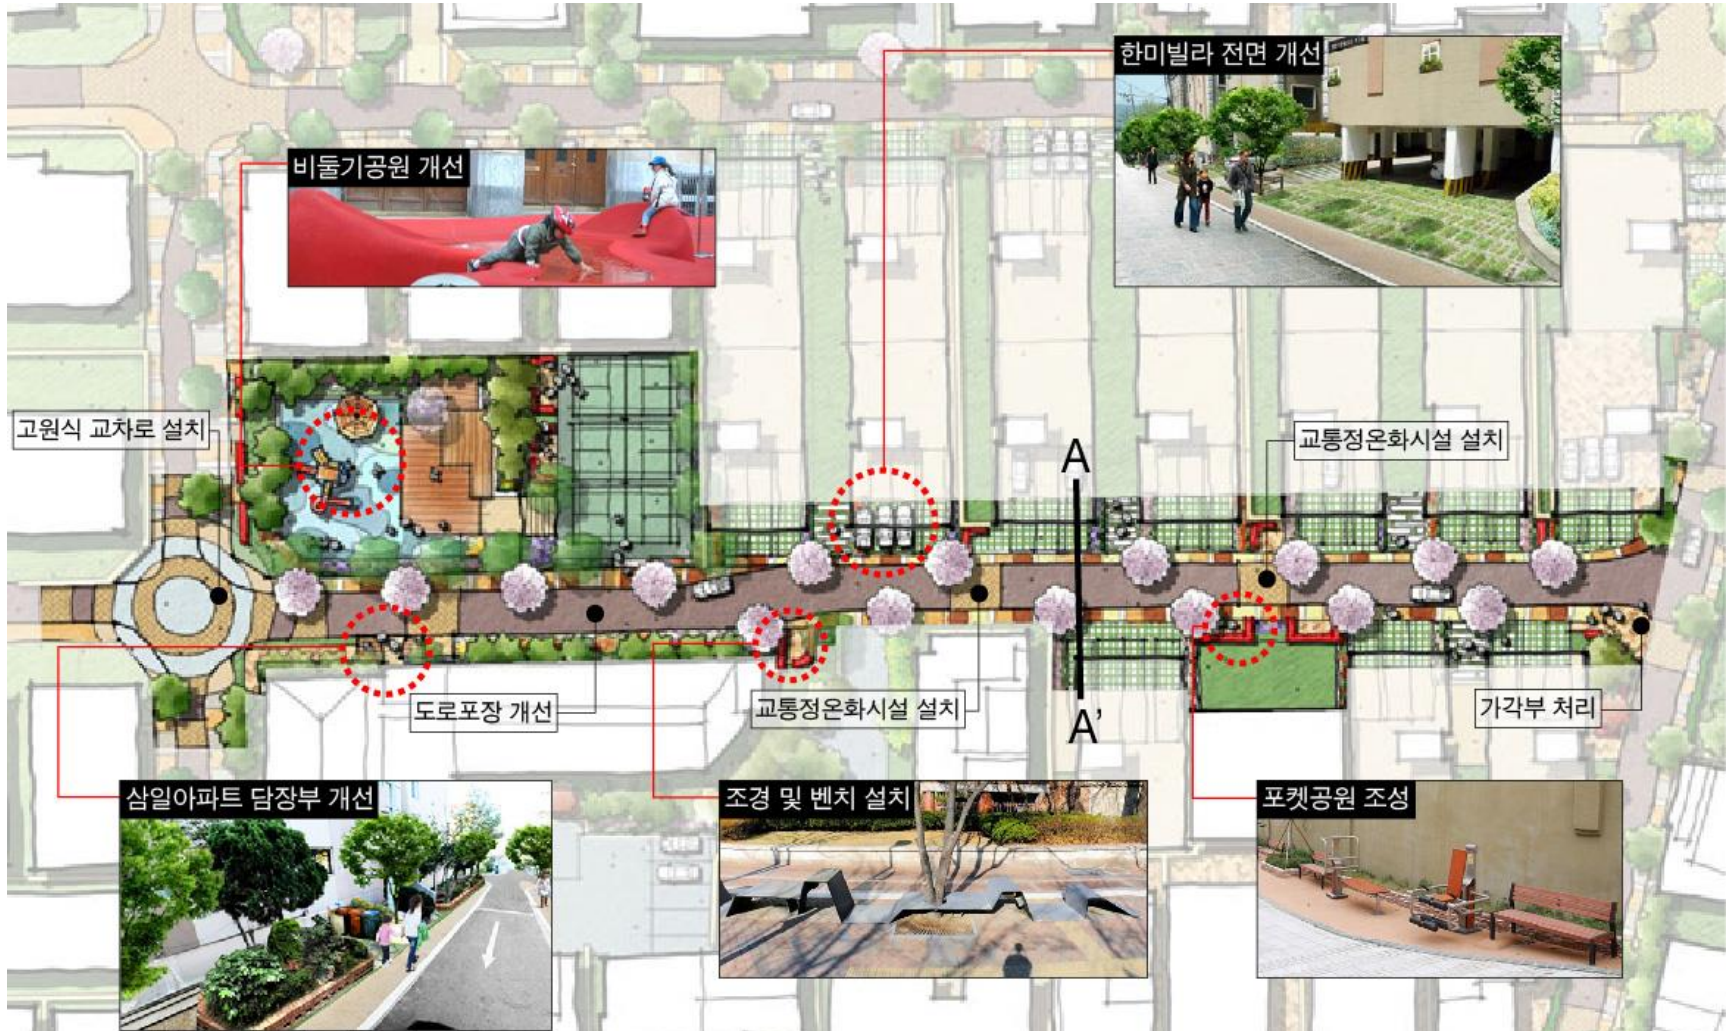 한미빌라 전면 개선
비둘기공원 개선
고원식 교차로 설치
교통정온화시설 설치
A
도로포장 개선
교통정온화시설 설치
A’
가각부 처리
삼일아파트 담장부 개선
조경 및 벤치 설치
포켓공원 조성